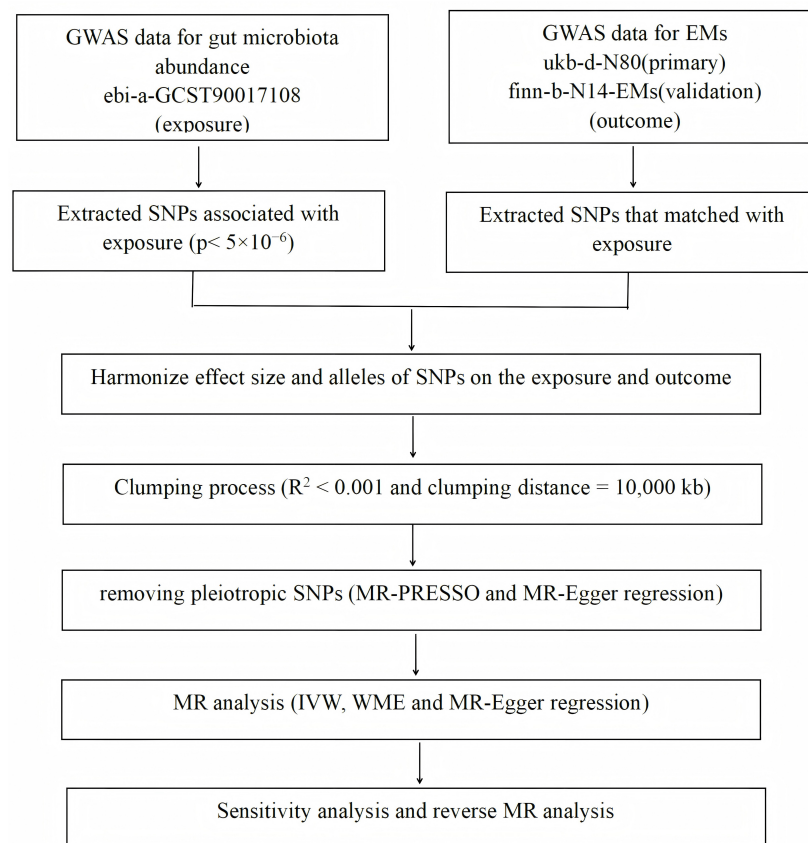 GWAS data for gut microbiota
abundance
ebi-a-GCST90017108
(exposure)
GWAS data for EMs
ukb-d-N80(primary)
finn-b-N14-EMs(validation)
(outcome)
Extracted SNPs associated with
exposure (p< 5×10⁻⁶)
Extracted SNPs that matched with
exposure
Harmonize effect size and alleles of SNPs on the exposure and outcome
Clumping process (R² < 0.001 and clumping distance = 10,000 kb)
removing pleiotropic SNPs (MR-PRESSO and MR-Egger regression)
MR analysis (IVW, WME and MR-Egger regression)
Sensitivity analysis and reverse MR analysis